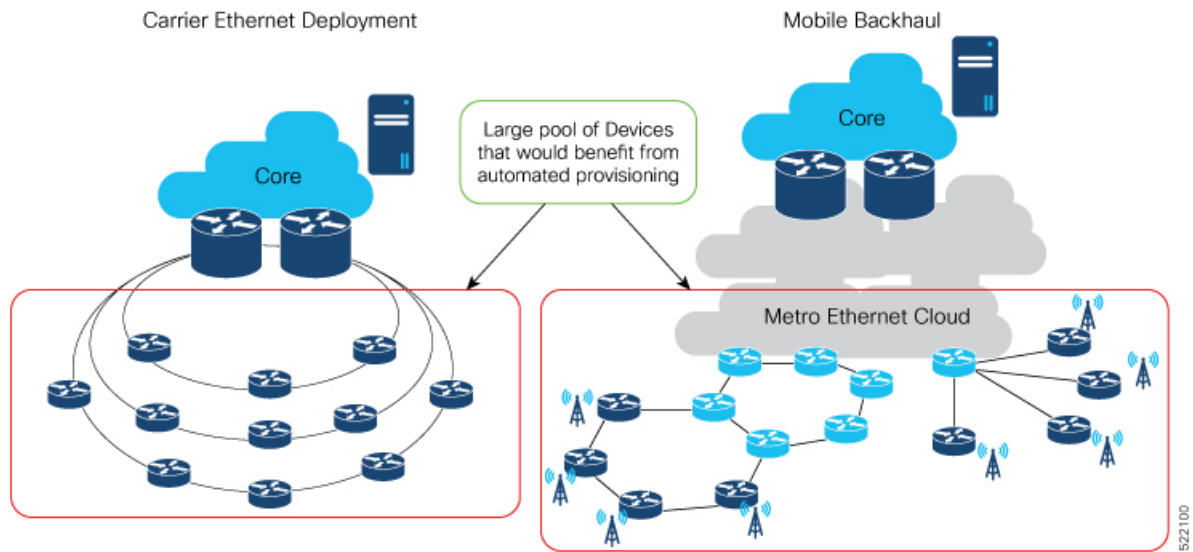 Carrier Ethernet Deployment
Mobile Backhaul
Core
Large pool of Devices
that would benefit from
automated provisioning
Core
Metro Ethernet Cloud
522100